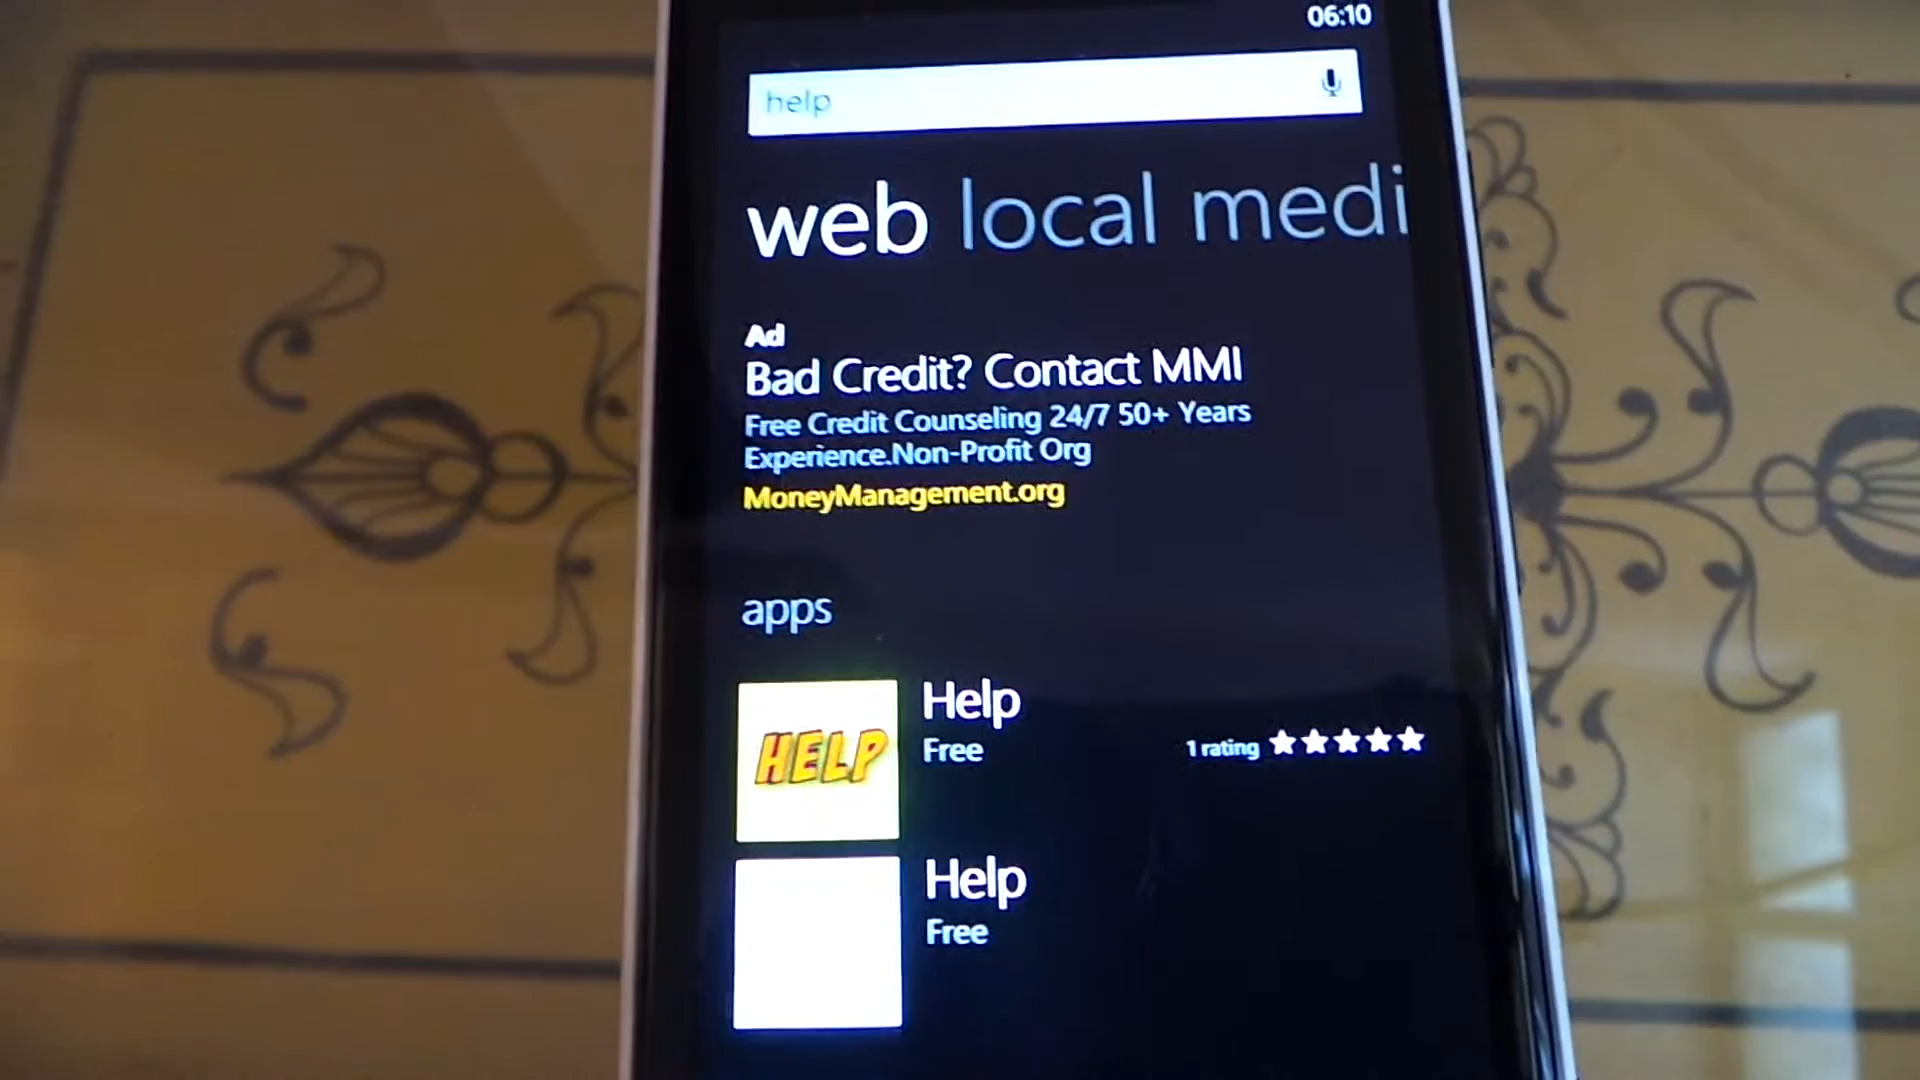 06:10
help
web local medi
Ad
Bad Credit? Contact MMI
Free Credit Counseling 24/7 50+ Years
Experience.Non-Profit Org
MoneyManagement.org
apps
HELP
Help
Free
1 rating
Help
Free